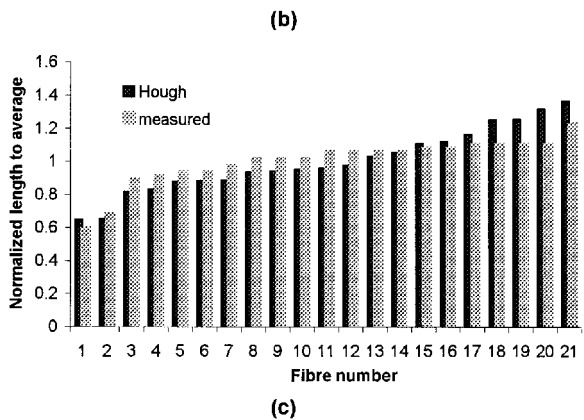 (b)
1.6
Hough
1.4
measured
1.2
1
0.8
0.6
0.4
0.2
0
Normalized length to average
1 2 3 4 5 6 7 8 9 10 11 12 13 14 15 16 17 18 19 20 21
Fibre number
(c)